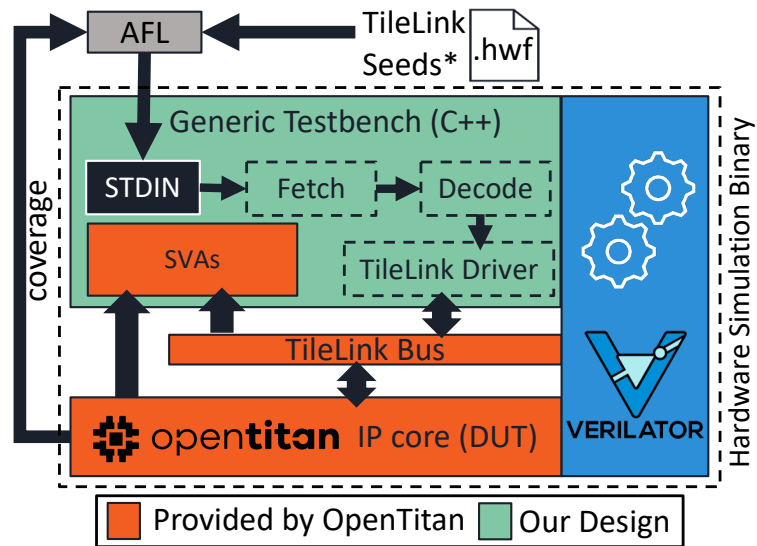 AFL
TileLink
Seeds*
.hwf
Generic Testbench (C++)
STDIN
Fetch
Decode
SVAs
TileLink Driver
coverage
TileLink Bus
opentitan IP core (DUT)
VERILATOR
Hardware Simulation Binary
Provided by OpenTitan
Our Design